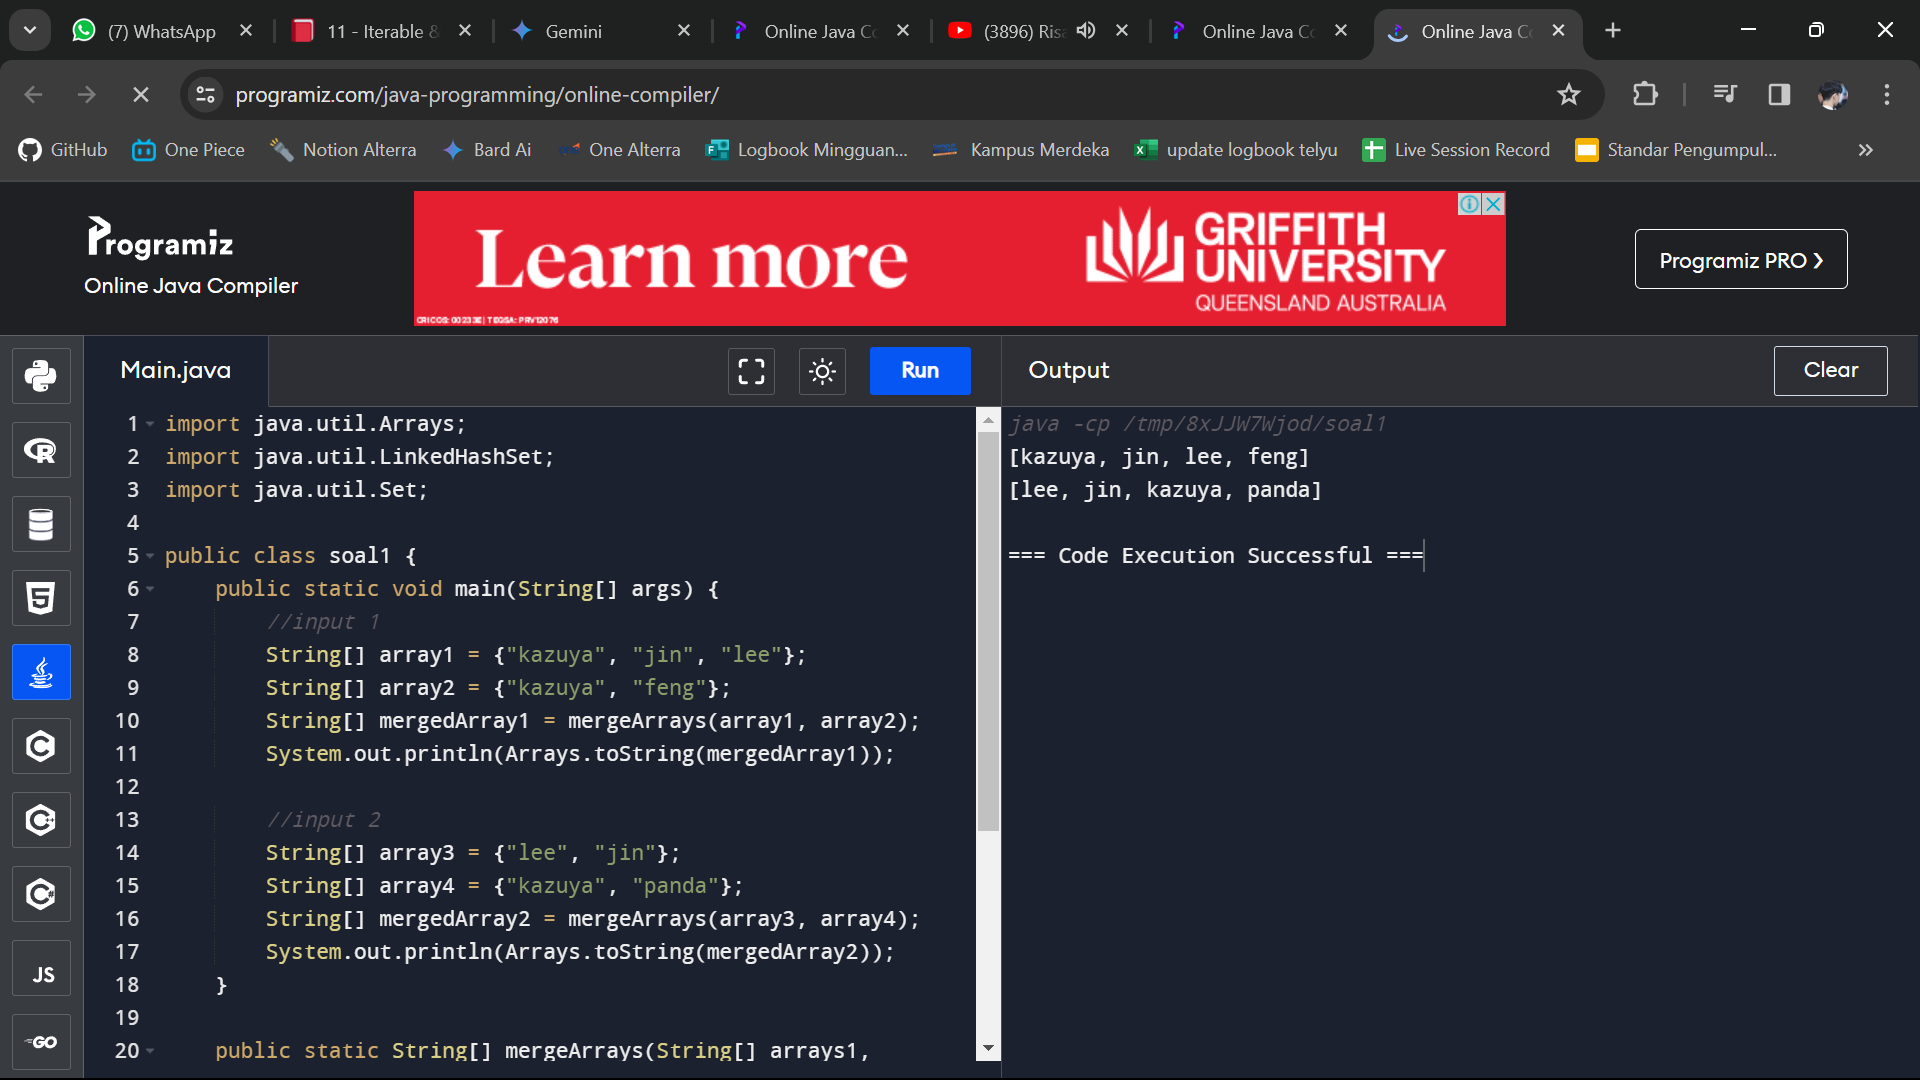 (7) WhatsApp
11 - Iterable &
Gemini
Online Java Co
(3896) Risa
Online Java Co
Online Java Co
programiz.com/java-programming/online-compiler/
GitHub
One Piece
Notion Alterra
Bard Ai
One Alterra
Logbook Mingguan...
Kampus Merdeka
update logbook telyu
Live Session Record
Standar Pengumpul...
Programiz
Online Java Compiler
Learn more
GRIFFITH
UNIVERSITY
QUEENSLAND AUSTRALIA
CRICOS: 00233E | TEQSA: PRV12076
Programiz PRO ❯
Main.java
Run
Output
Clear
1 import java.util.Arrays;
2 import java.util.LinkedHashSet;
3 import java.util.Set;
4
5 public class soal1 {
6 public static void main(String[] args) {
7 //input 1
8 String[] array1 = {"kazuya", "jin", "lee"};
9 String[] array2 = {"kazuya", "feng"};
10 String[] mergedArray1 = mergeArrays(array1, array2);
11 System.out.println(Arrays.toString(mergedArray1));
12
13 //input 2
14 String[] array3 = {"lee", "jin"};
15 String[] array4 = {"kazuya", "panda"};
16 String[] mergedArray2 = mergeArrays(array3, array4);
17 System.out.println(Arrays.toString(mergedArray2));
18 }
19
20 public static String[] mergeArrays(String[] arrays1,
java -cp /tmp/8xJJW7Wjod/soal1
[kazuya, jin, lee, feng]
[lee, jin, kazuya, panda]
=== Code Execution Successful ===
R
5
C
C++
C#
JS
GO